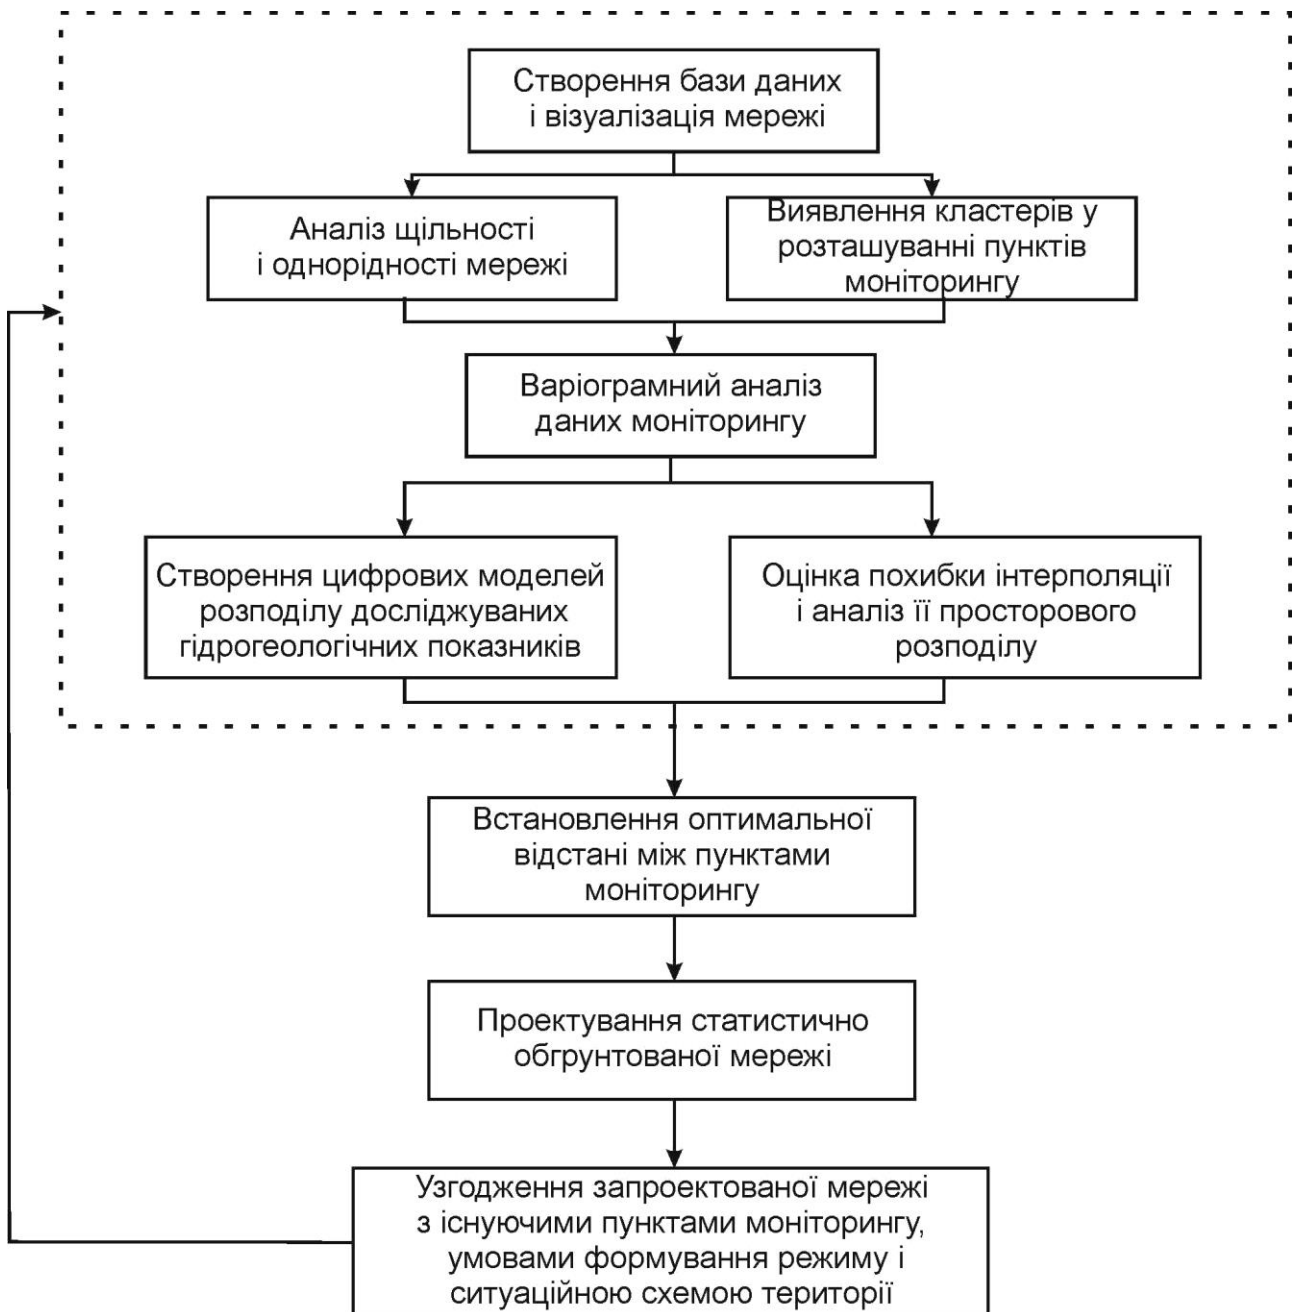 Створення бази даних
і візуалізація мережі
Аналіз щільності
і однорідності мережі
Виявлення кластерів у
розташуванні пунктів
моніторингу
Варіограмний аналіз
даних моніторингу
Створення цифрових моделей
розподілу досліджуваних
гідрогеологічних показників
Оцінка похибки інтерполяції
і аналіз її просторового
розподілу
Встановлення оптимальної
відстані між пунктами
моніторингу
Проектування статистично
обгрунтованої мережі
Узгодження запроектованої мережі
з існуючими пунктами моніторингу,
умовами формування режиму і
ситуаційною схемою території